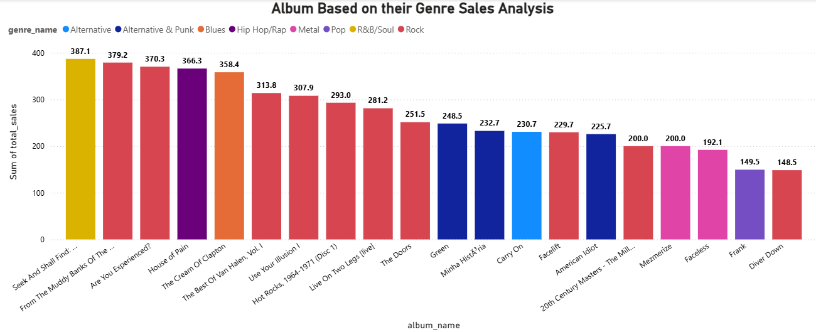 Album Based on their Genre Sales Analysis
genre_name Alternative Alternative & Punk Blues Hip Hop/Rap Metal Pop R&B/Soul Rock
Sum of total_sales
400
300
200
100
0
387.1
379.2
370.3
366.3
358.4
313.8
307.9
293.0
281.2
251.5
248.5
232.7
230.7
229.7
225.7
200.0
200.0
192.1
149.5
148.5
Seek And Shall Find: ...
From The Muddy Banks Of The ...
Are You Experienced?
House of Pain
The Cream Of Clapton
The Best Of Van Halen, Vol. I
Use Your Illusion I
Hot Rocks, 1964-1971 (Disc 1)
Live On Two Legs [live]
The Doors
Green
Minha HistÃ³ria
Carry On
Facelift
American Idiot
20th Century Masters - The Mill...
Mezmerize
Faceless
Frank
Diver Down
album_name